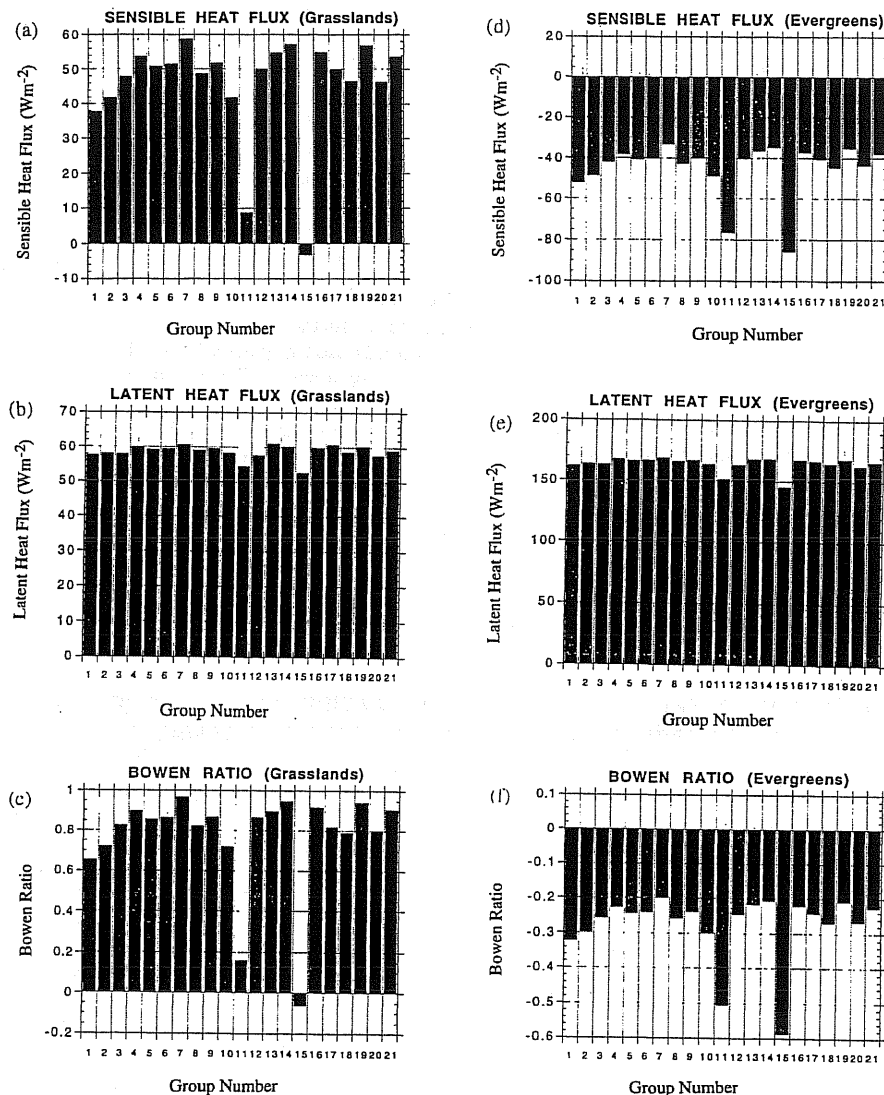 (a)
SENSIBLE HEAT FLUX (Grasslands)
Sensible Heat Flux (Wm-2)
60
50
40
30
20
10
0
-10
1 2 3 4 5 6 7 8 9 10 11 12 13 14 15 16 17 18 19 20 21
Group Number
(d)
SENSIBLE HEAT FLUX (Evergreens)
Sensible Heat Flux (Wm-2)
20
0
-20
-40
-60
-80
-100
1 2 3 4 5 6 7 8 9 10 11 12 13 14 15 16 17 18 19 20 21
Group Number
(b)
LATENT HEAT FLUX (Grasslands)
Latent Heat Flux (Wm-2)
70
60
50
40
30
20
10
0
1 2 3 4 5 6 7 8 9 10 11 12 13 14 15 16 17 18 19 20 21
Group Number
(e)
LATENT HEAT FLUX (Evergreens)
Latent Heat Flux (Wm-2)
200
150
100
50
0
1 2 3 4 5 6 7 8 9 10 11 12 13 14 15 16 17 18 19 20 21
Group Number
(c)
BOWEN RATIO (Grasslands)
Bowen Ratio
1
0.8
0.6
0.4
0.2
0
-0.2
1 2 3 4 5 6 7 8 9 10 11 12 13 14 15 16 17 18 19 20 21
Group Number
(f)
BOWEN RATIO (Evergreens)
Bowen Ratio
0.1
0
-0.1
-0.2
-0.3
-0.4
-0.5
-0.6
1 2 3 4 5 6 7 8 9 10 11 12 13 14 15 16 17 18 19 20 21
Group Number